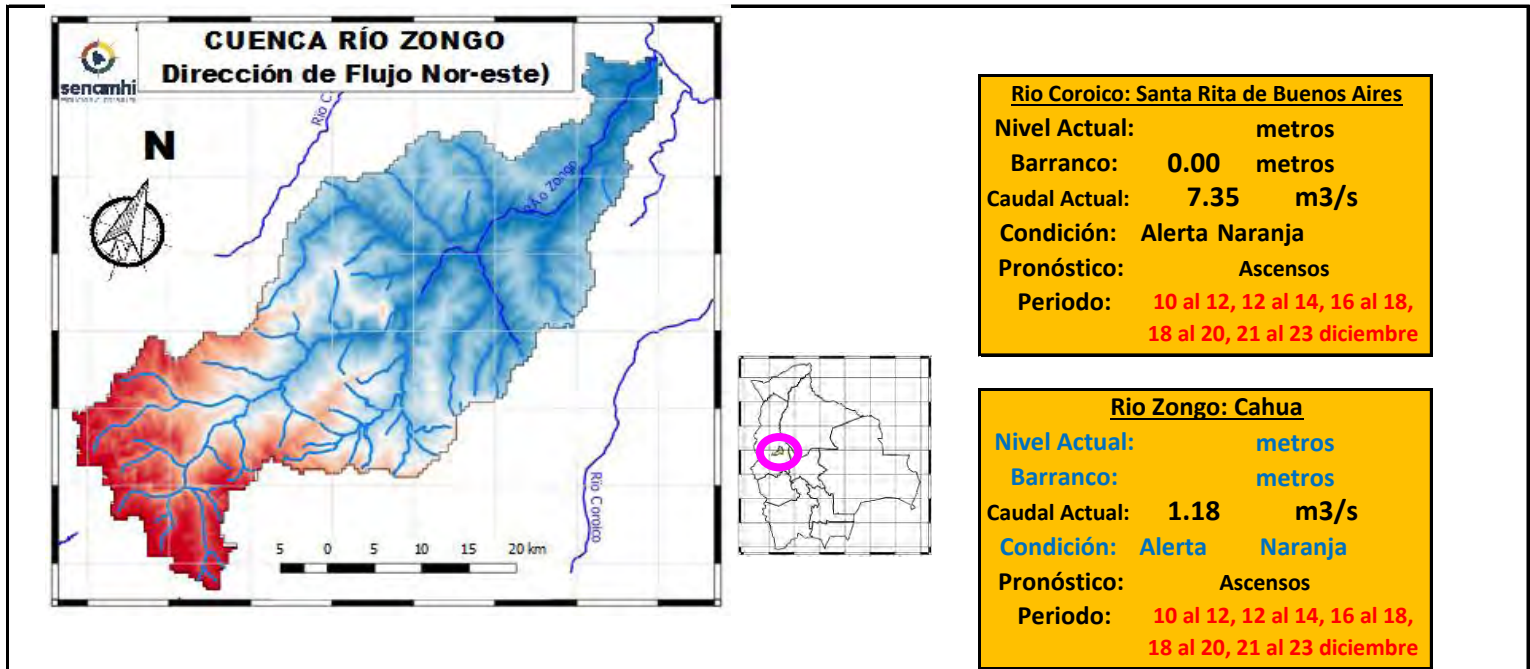 CUENCA RÍO ZONGO
Dirección de Flujo Nor-este)
senamhi
N
Río C
RÃ.o Zongo
Río Coroico
5 0 5 10 15 20 km
Rio Coroico: Santa Rita de Buenos Aires
Nivel Actual: metros
Barranco: 0.00 metros
Caudal Actual: 7.35 m3/s
Condición: Alerta Naranja
Pronóstico: Ascensos
Periodo: 10 al 12, 12 al 14, 16 al 18,
18 al 20, 21 al 23 diciembre
Rio Zongo: Cahua
Nivel Actual: metros
Barranco: metros
Caudal Actual: 1.18 m3/s
Condición: Alerta Naranja
Pronóstico: Ascensos
Periodo: 10 al 12, 12 al 14, 16 al 18,
18 al 20, 21 al 23 diciembre